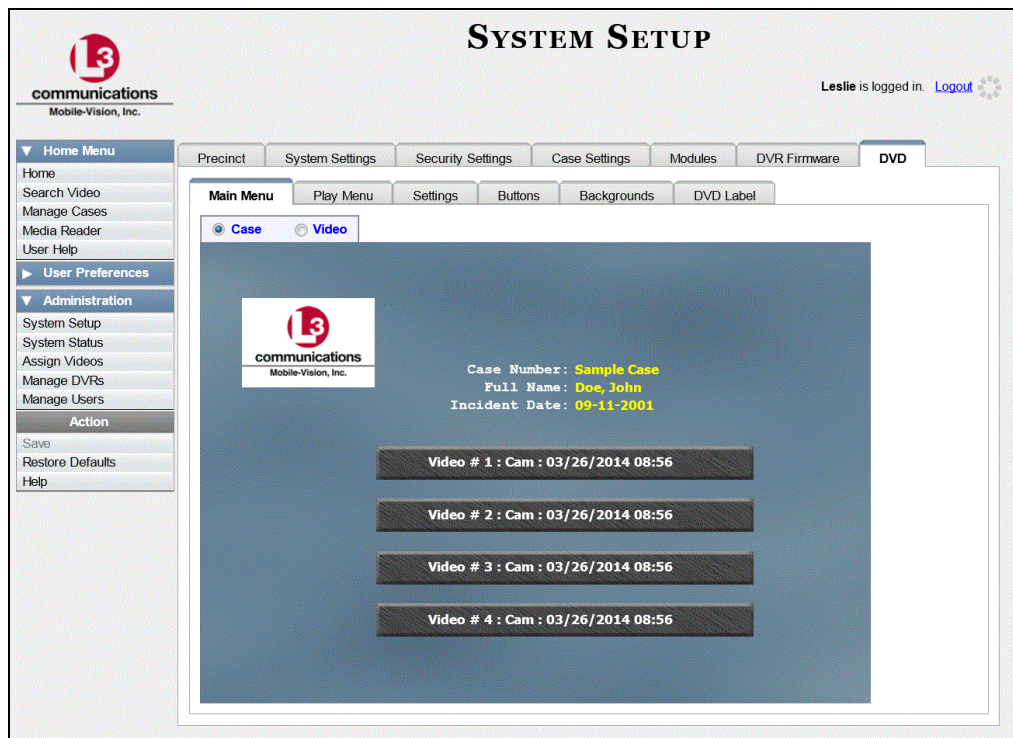 SYSTEM SETUP
L3
communications
Mobile-Vision, Inc.
Leslie is logged in. Logout
Home Menu
Home
Search Video
Manage Cases
Media Reader
User Help
User Preferences
Administration
System Setup
System Status
Assign Videos
Manage DVRs
Manage Users
Action
Save
Restore Defaults
Help
Precinct System Settings Security Settings Case Settings Modules DVR Firmware DVD
Main Menu Play Menu Settings Buttons Backgrounds DVD Label
Case Video
L3
communications
Mobile-Vision, Inc.
Case Number: Sample Case
Full Name: Doe, John
Incident Date: 09-11-2001
Video # 1 : Cam : 03/26/2014 08:56
Video # 2 : Cam : 03/26/2014 08:56
Video # 3 : Cam : 03/26/2014 08:56
Video # 4 : Cam : 03/26/2014 08:56